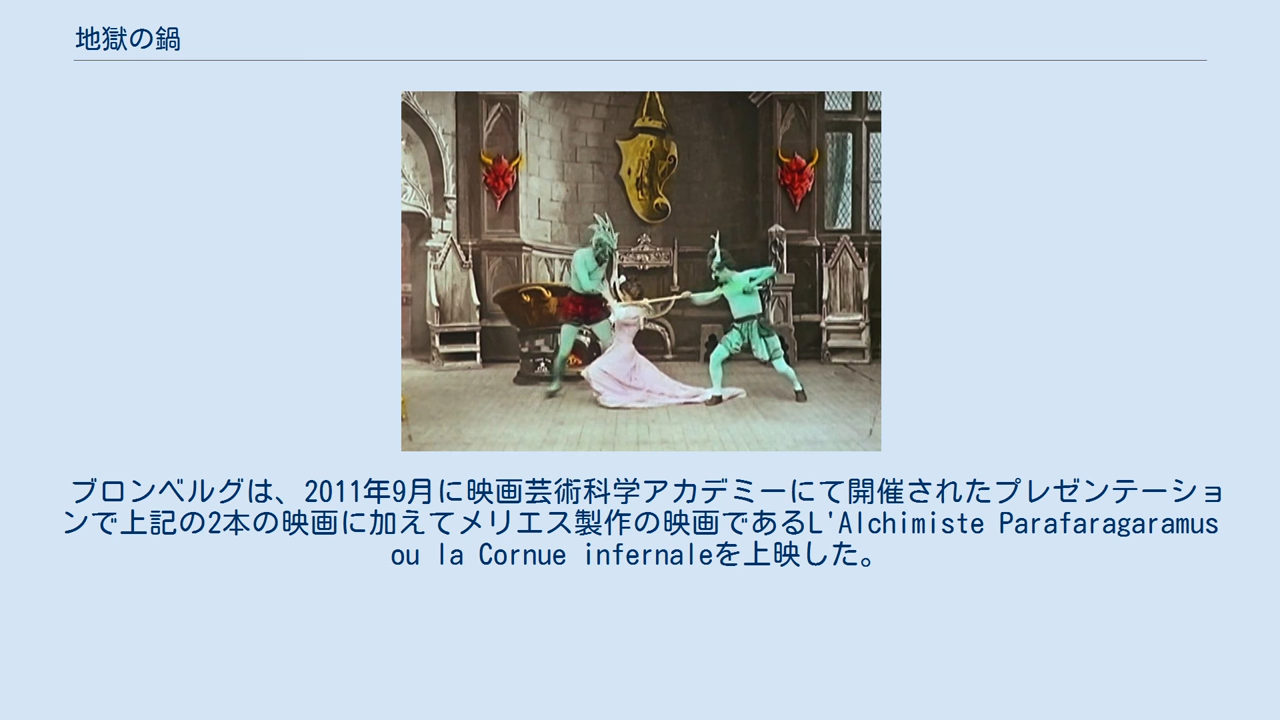 地獄の鍋
ブロンベルグは、2011年9月に映画芸術科学アカデミーにて開催されたプレゼンテーショ
ンで上記の2本の映画に加えてメリエス製作の映画であるL'Alchimiste Parafaragaramus
ou la Cornue infernaleを上映した。